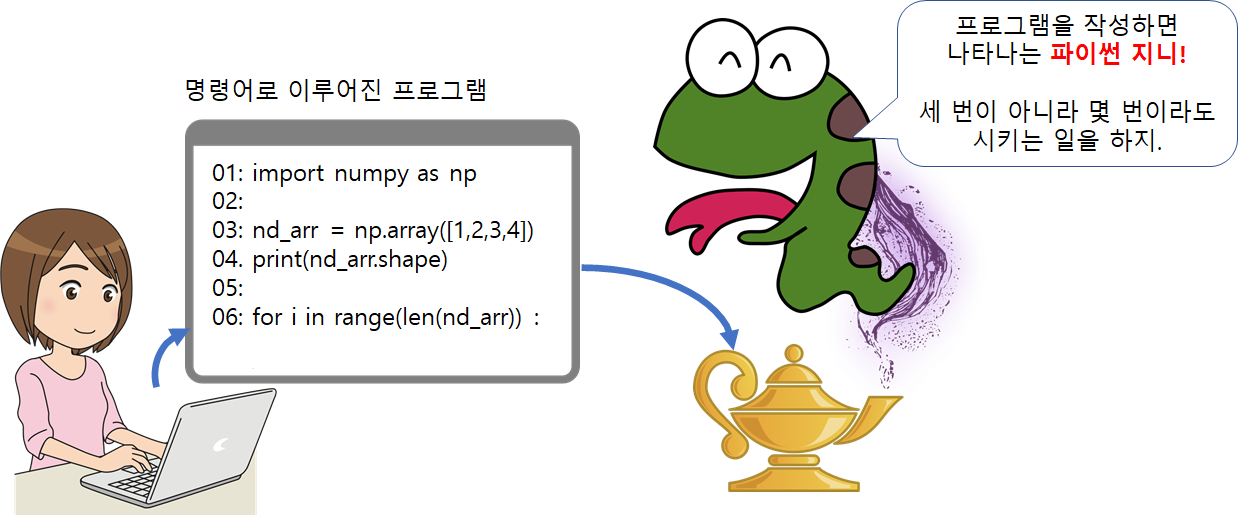 프로그램을 작성하면
나타나는 파이썬 지니!
세 번이 아니라 몇 번이라도
시키는 일을 하지.
명령어로 이루어진 프로그램
01: import numpy as np
02:
03: nd_arr = np.array([1,2,3,4])
04. print(nd_arr.shape)
05:
06: for i in range(len(nd_arr)) :